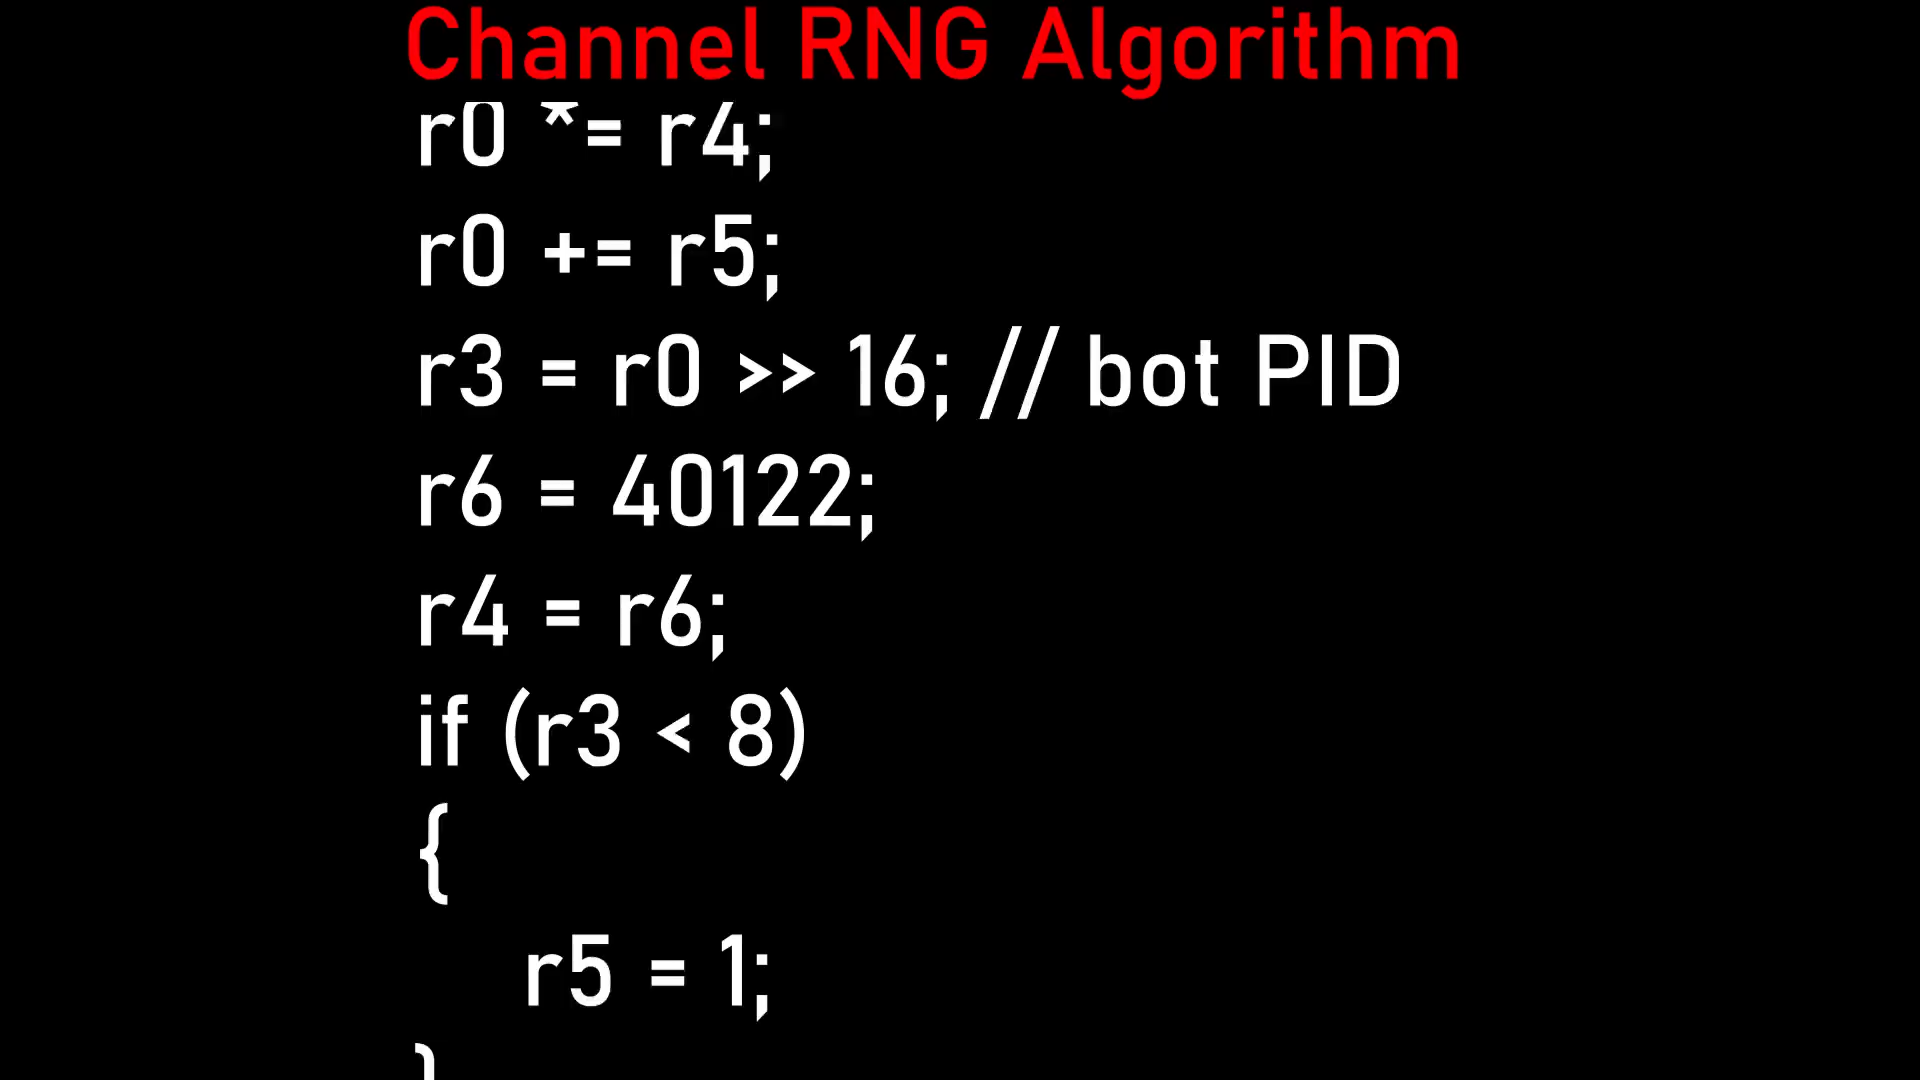 Channel RNG Algorithm
r0 *= r4;
r0 += r5;
r3 = r0 >> 16; // bot PID
r6 = 40122;
r4 = r6;
if (r3 < 8)
{
r5 = 1;
}